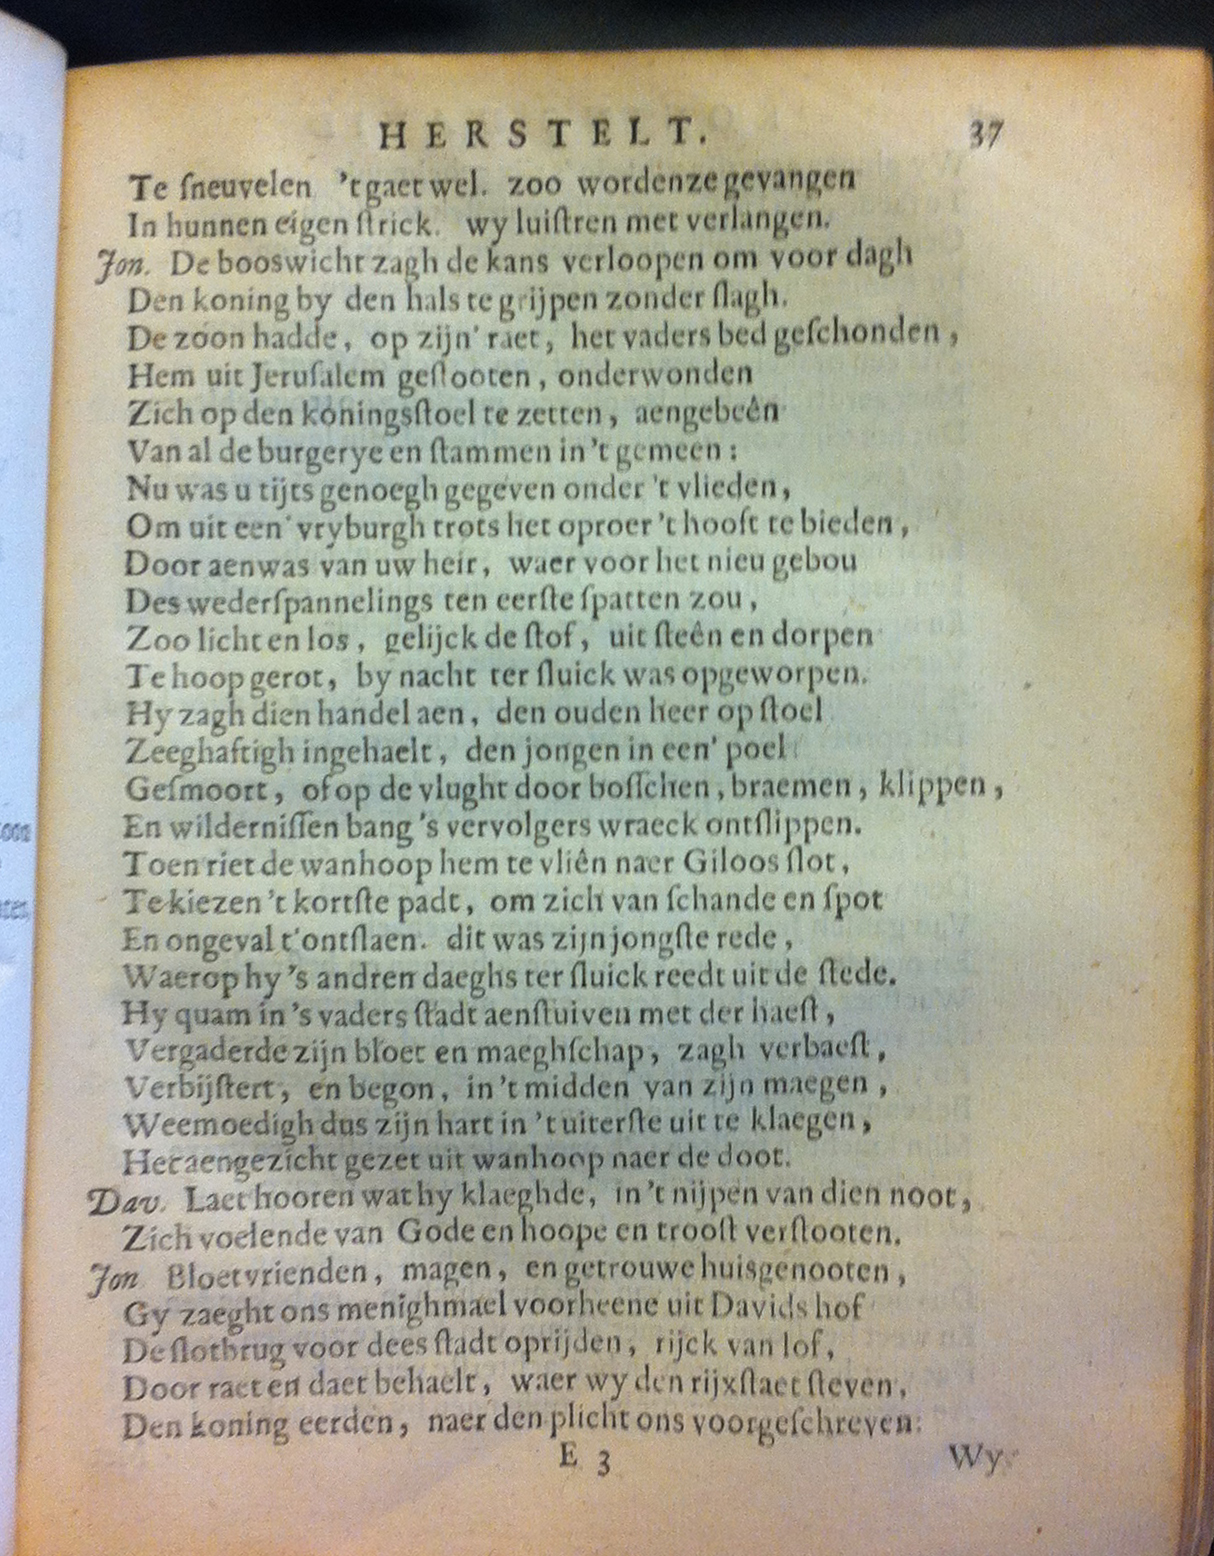 HERSTELT. 37
Te ſneuvelen 't gaet wel. zoo wordenze gevangen
In hunnen eigen ſtrick. wy luiſtren met verlangen.
Jon. De booswicht zagh de kans verloopen om voor dagh
Den koning by den hals te grijpen zonder ſlagh.
De zoon hadde, op zijn' raet, het vaders bed geſchonden,
Hem uit Jeruſalem geſlooten, onderwonden
Zich op den koningsſtoel te zetten, aengebeên
Van al de burgerye en ſtammen in 't gemeen:
Nu was u tijts genoegh gegeven onder 't vlieden,
Om uit een' vryburgh trots het oproer 't hooft te bieden,
Door aenwas van uw heir, waer voor het nieu gebou
Des wederſpannelings ten eerſte ſpatten zou,
Zoo licht en los, gelijck de ſtof, uit ſteên en dorpen
Te hoop gerot, by nacht ter ſluick was opgeworpen.
Hy zagh dien handel aen, den ouden heer op ſtoel
Zeeghaftigh ingehaelt, den jongen in een' poel
Geſmoort, of op de vlught door boſſchen, braemen, klippen,
En wilderniſſen bang 's vervolgers wraeck ontſlippen.
Toen riet de wanhoop hem te vliên naer Giloos ſlot,
Te kiezen 't kortſte padt, om zich van ſchande en ſpot
En ongeval t'ontſlaen. dit was zijn jongſte rede,
Waerop hy 's andren daeghs ter ſluick reedt uit de ſtede.
Hy quam in 's vaders ſtadt aenſtuiven met der haeſt,
Vergaderde zijn bloet en maeghſchap, zagh verbaeſt,
Verbijſtert, en begon, in 't midden van zijn maegen,
Weemoedigh dus zijn hart in 't uiterſte uit te klaegen,
Het aengezicht gezet uit wanhoop naer de doot.
Dav. Laet hooren wat hy klaeghde, in 't nijpen van dien noot,
Zich voelende van Gode en hoope en trooſt verſtooten.
Jon Bloetvrienden, magen, en getrouwe huisgenooten,
Gy zaeght ons menighmael voorheene uit Davids hof
De ſlotbrug voor dees ſtadt oprijden, rijck van lof,
Door raet en daet behaelt, waer wy den rijxſtaet ſteven,
Den koning eerden, naer den plicht ons voorgeſchreven:
E 3 Wy